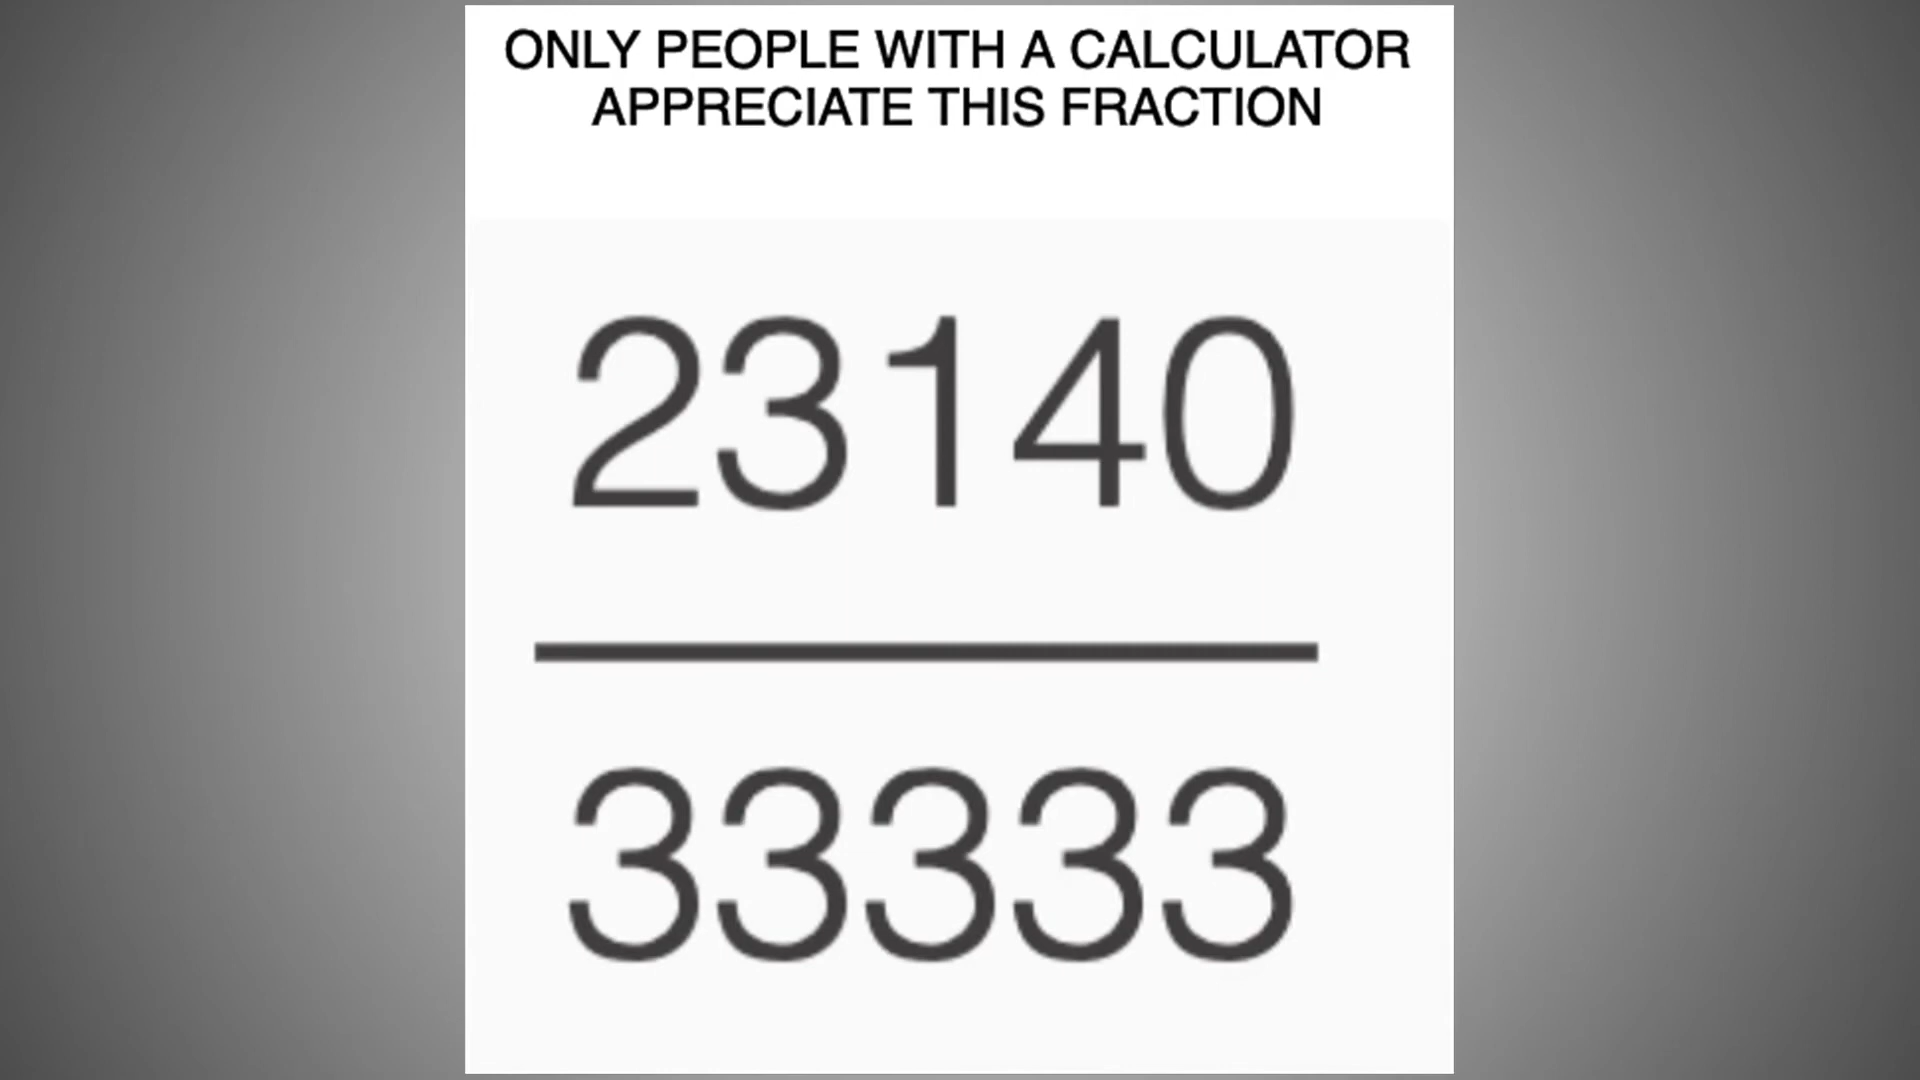 ONLY PEOPLE WITH A CALCULATOR
APPRECIATE THIS FRACTION
23140
33333